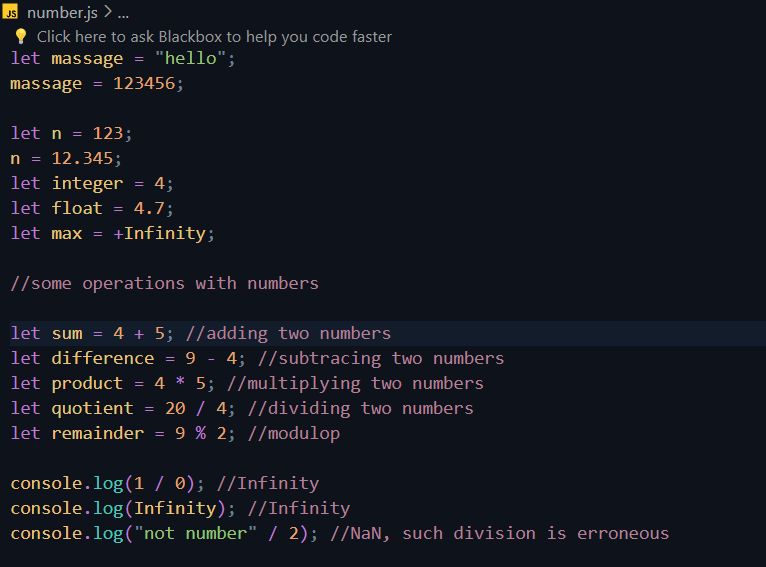 JS number.js > ...
Click here to ask Blackbox to help you code faster
let massage = "hello";
massage = 123456;
let n = 123;
n = 12.345;
let integer = 4;
let float = 4.7;
let max = +Infinity;
//some operations with numbers
let sum = 4 + 5; //adding two numbers
let difference = 9 - 4; //subtracing two numbers
let product = 4 * 5; //multiplying two numbers
let quotient = 20 / 4; //dividing two numbers
let remainder = 9 % 2; //modulop
console.log(1 / 0); //Infinity
console.log(Infinity); //Infinity
console.log("not number" / 2); //NaN, such division is erroneous